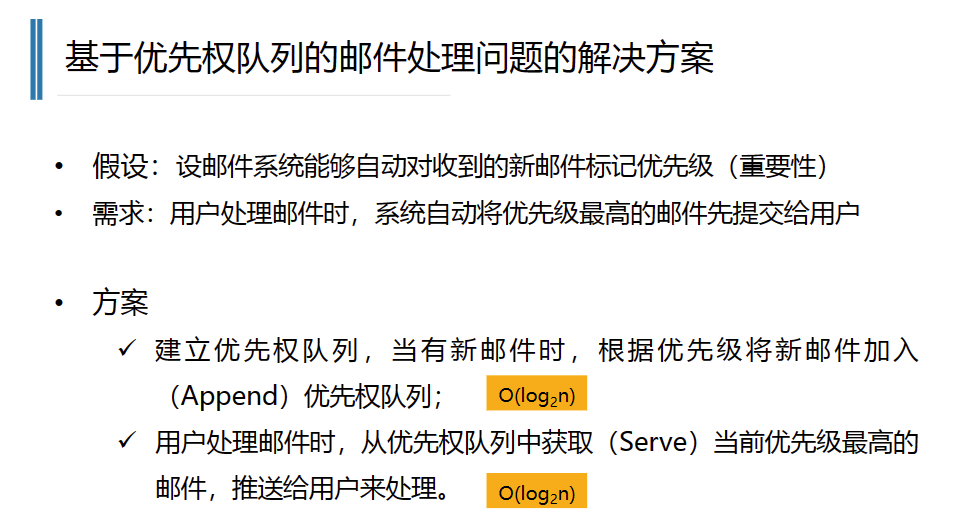 基于优先权队列的邮件处理问题的解决方案
• 假设：设邮件系统能够自动对收到的新邮件标记优先级（重要性）
• 需求：用户处理邮件时，系统自动将优先级最高的邮件先提交给用户
• 方案
✓ 建立优先权队列，当有新邮件时，根据优先级将新邮件加入
（Append）优先权队列； O(log₂n)
✓ 用户处理邮件时，从优先权队列中获取（Serve）当前优先级最高的
邮件，推送给用户来处理。 O(log₂n)